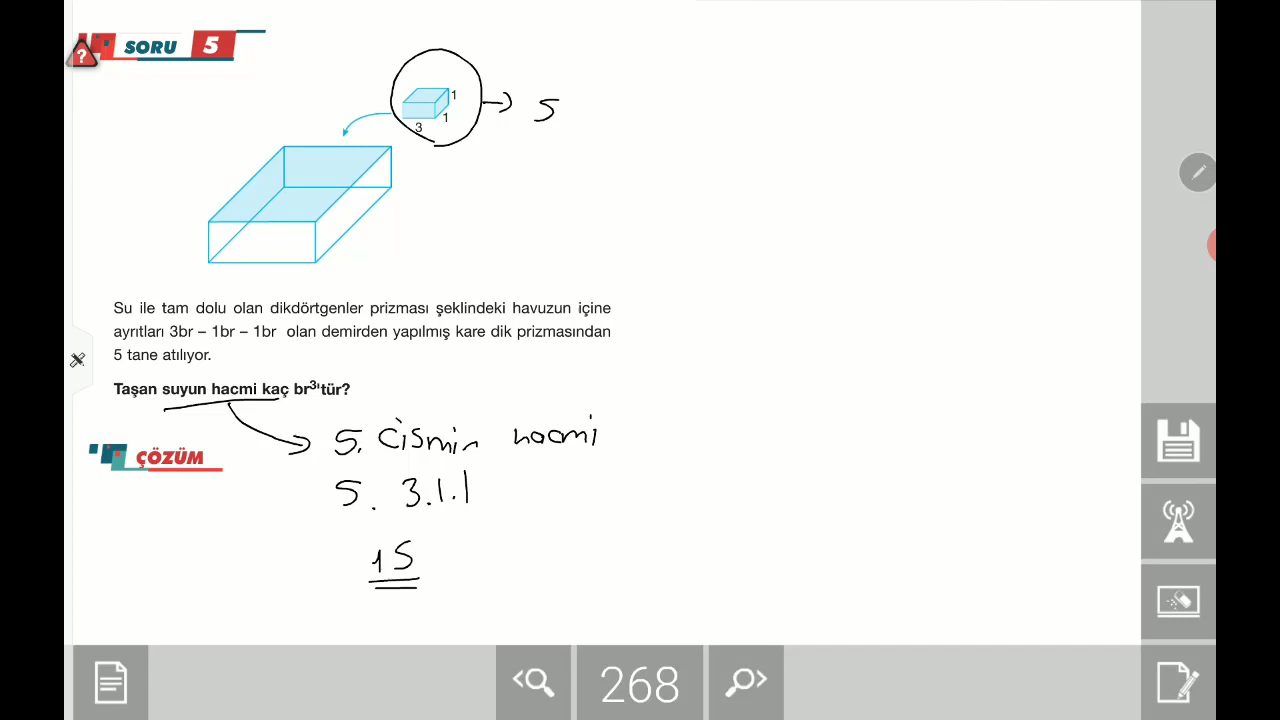 SORU 5
1
1
3
5
Su ile tam dolu olan dikdörtgenler prizması şeklindeki havuzun içine
ayrıtları 3br – 1br – 1br olan demirden yapılmış kare dik prizmasından
5 tane atılıyor.
Taşan suyun hacmi kaç br³'tür?
5. Cismin hacmi
ÇÖZÜM
5. 3.1.1
15
268